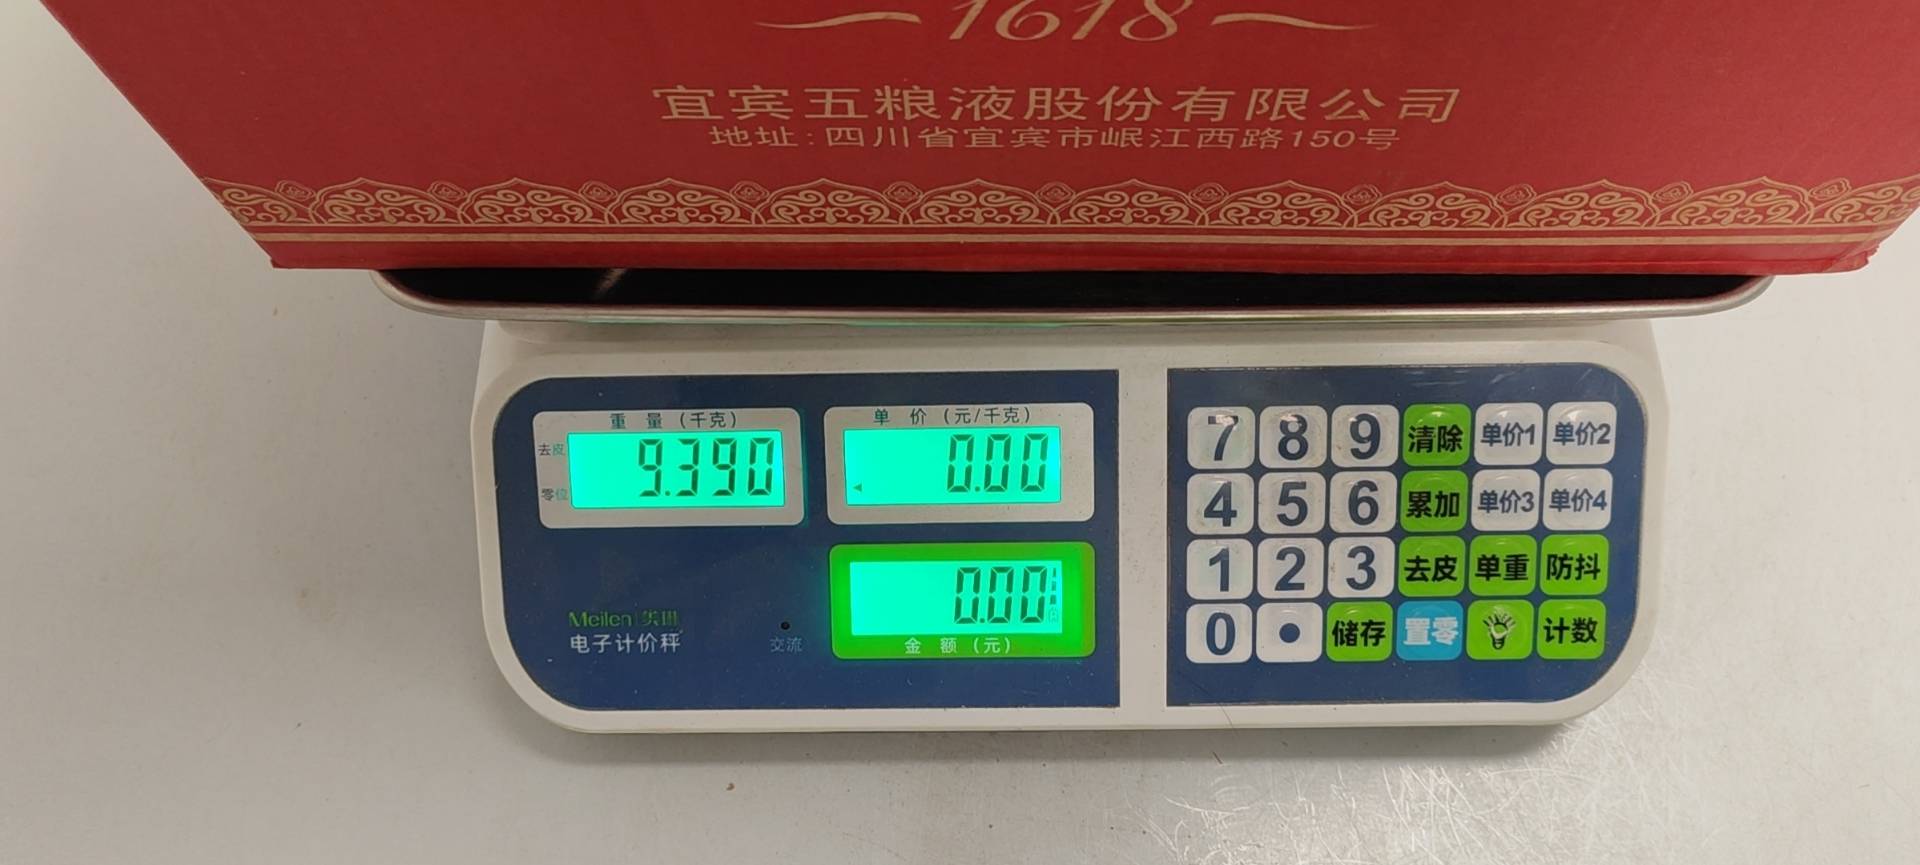 1618
宜宾五粮液股份有限公司
地址:四川省宜宾市岷江西路150号
重 量 (千克)
去皮
9.390
零位
单 价 (元/千克)
0.00
0.00
金 额 (元)
Meilen
电子计价秤
交流
7 8 9 清除 单价1 单价2
4 5 6 累加 单价3 单价4
1 2 3 去皮 单重 防抖
0 • 储存 置零 计数